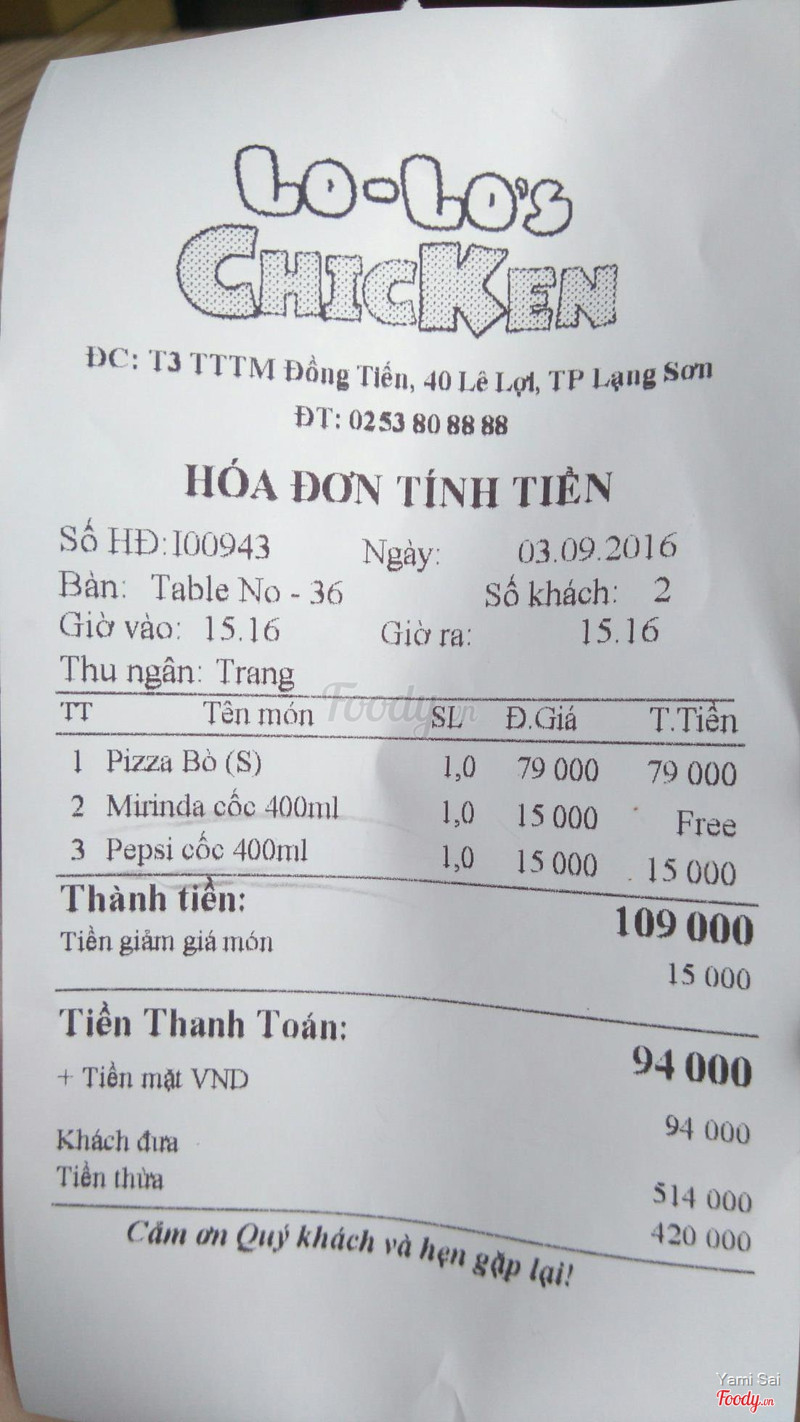 LO-LO'S
CHICKEN
ĐC: T3 TTTM Đồng Tiến, 40 Lê Lợi, TP Lạng Sơn
ĐT: 0253 80 88 88
HÓA ĐƠN TÍNH TIỀN
Số HĐ: I00943 Ngày: 03.09.2016
Bàn: Table No - 36 Số khách: 2
Giờ vào: 15.16 Giờ ra: 15.16
Thu ngân: Trang
Foody.vn
TT Tên món SL Đ.Giá T.Tiền
1 Pizza Bò (S) 1,0 79 000 79 000
2 Mirinda cốc 400ml 1,0 15 000 Free
3 Pepsi cốc 400ml 1,0 15 000 15 000
Thành tiền: 109 000
Tiền giảm giá món 15 000
Tiền Thanh Toán: 94 000
+ Tiền mặt VND 94 000
Khách đưa 514 000
Tiền thừa 420 000
Cảm ơn Quý khách và hẹn gặp lại!
Yami Sai
Foody.vn